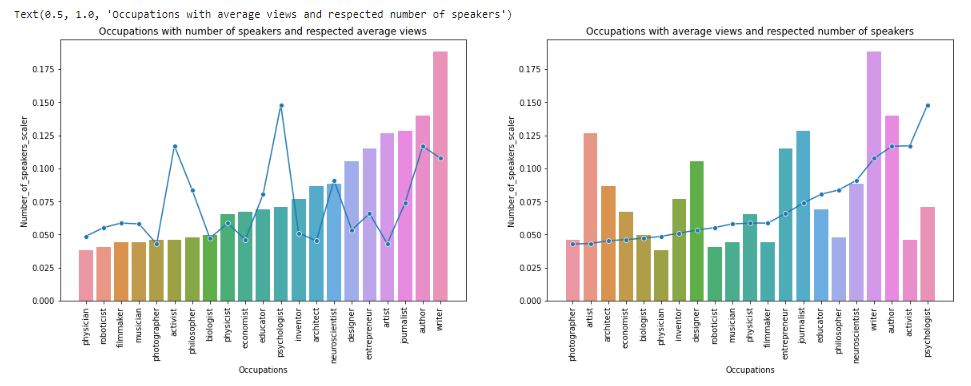 Text(0.5, 1.0, 'Occupations with average views and respected number of speakers')
Occupations with number of speakers and respected average views
Number_of_speakers_scaler
0.175
0.150
0.125
0.100
0.075
0.050
0.025
0.000
physician
roboticist
filmmaker
musician
photographer
activist
philosopher
biologist
physicist
economist
educator
psychologist
inventor
architect
neuroscientist
designer
entrepreneur
artist
journalist
author
writer
Occupations
Occupations with average views and respected number of speakers
Number_of_speakers_scaler
0.175
0.150
0.125
0.100
0.075
0.050
0.025
0.000
photographer
artist
architect
economist
biologist
physician
inventor
designer
roboticist
musician
physicist
filmmaker
entrepreneur
journalist
educator
philosopher
neuroscientist
writer
author
activist
psychologist
Occupations